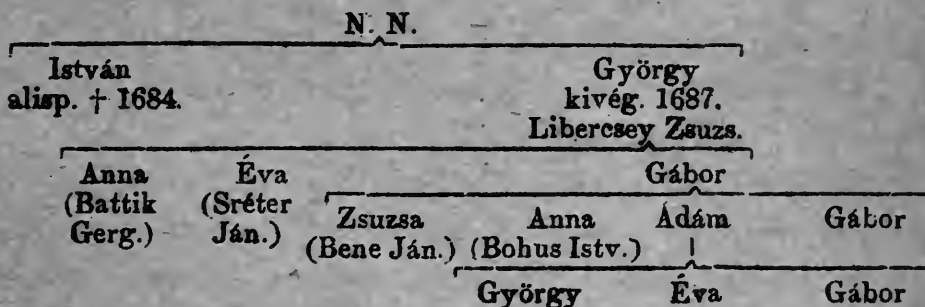 N. N.
István György
alisp. † 1684. kivég. 1687.
Libercsey Zsuzs.
Anna Éva Gábor
(Battik (Sréter Zsuzsa Anna Ádám Gábor
Gerg.) Ján.) (Bene Ján.) (Bohus Istv.)
György Éva Gábor